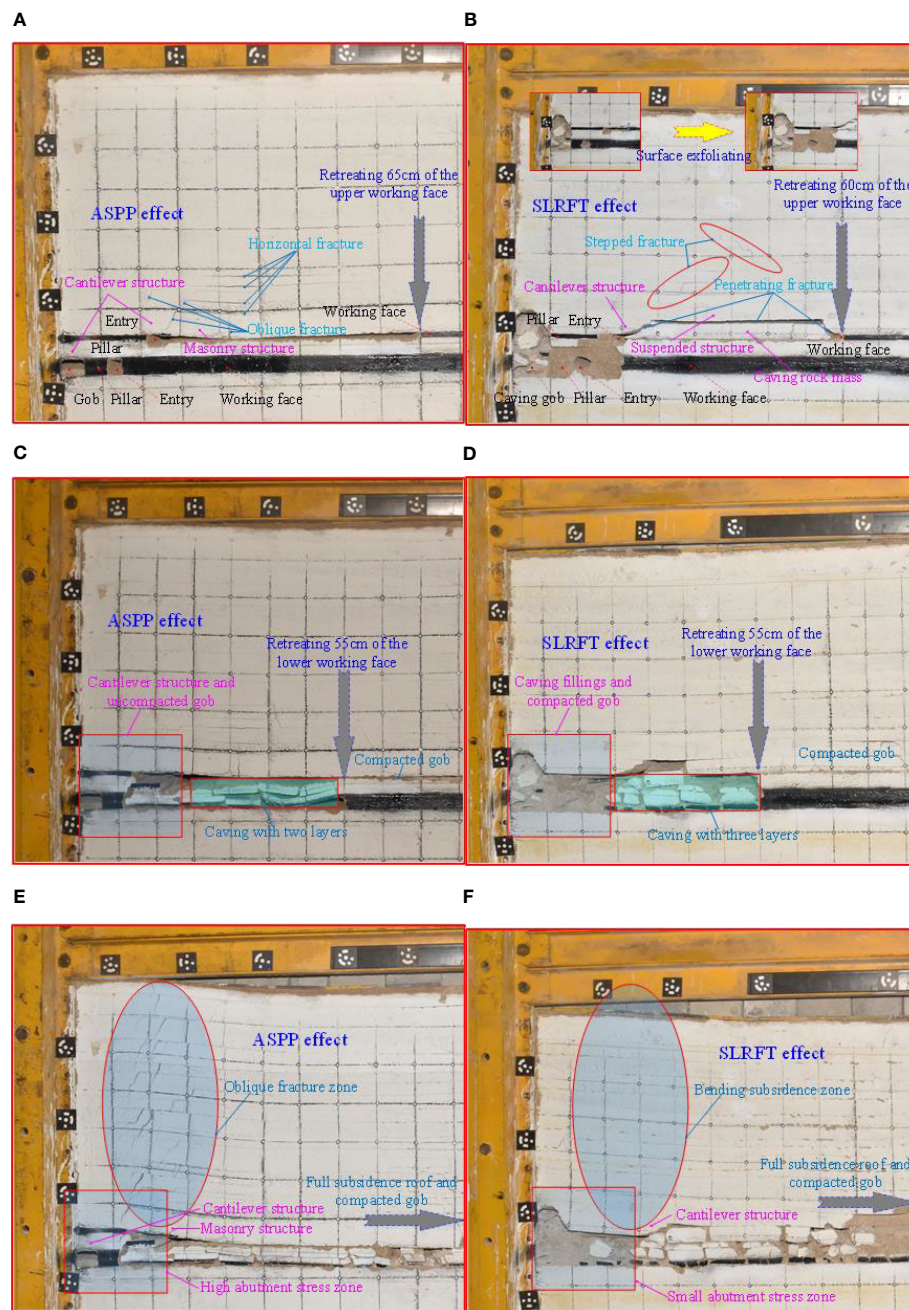 A
B
Retreating 65cm of the
upper working face
ASPP effect
Horizontal fracture
Cantilever structure
Entry
Oblique fracture
Working face
Pillar
Masonry structure
Gob
Pillar
Entry
Working face
Surface exfoliating
Retreating 60cm of the
upper working face
SLRFT effect
Stepped fracture
Cantilever structure
Penetrating fracture
Pillar
Entry
Suspended structure
Working face
Caving rock mass
Caving gob
Pillar
Entry
Working face
C
D
ASPP effect
Retreating 55cm of the
lower working face
Cantilever structure and
uncompacted gob
Compacted gob
Caving with two layers
SLRFT effect
Retreating 55cm of the
lower working face
Caving fillings and
compacted gob
Compacted gob
Caving with three layers
E
F
ASPP effect
Oblique fracture zone
Full subsidence roof and
compacted gob
Cantilever structure
Masonry structure
High abutment stress zone
SLRFT effect
Bending subsidence zone
Full subsidence roof and
compacted gob
Cantilever structure
Small abutment stress zone